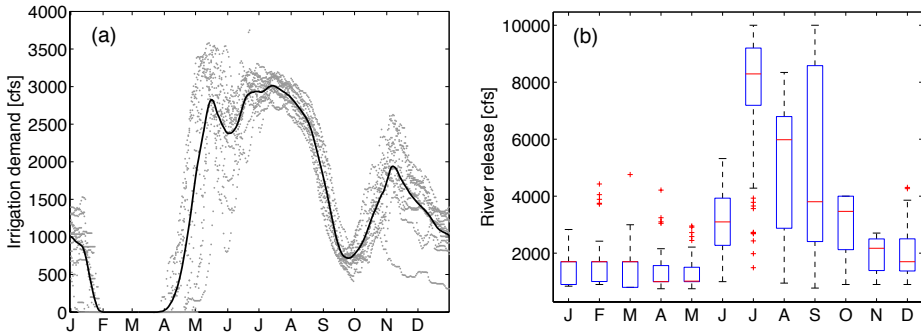 (a)
Irrigation demand [cfs]
4000
3500
3000
2500
2000
1500
1000
500
0
J F M A M J J A S O N D
(b)
River release [cfs]
10000
8000
6000
4000
2000
J F M A M J J A S O N D